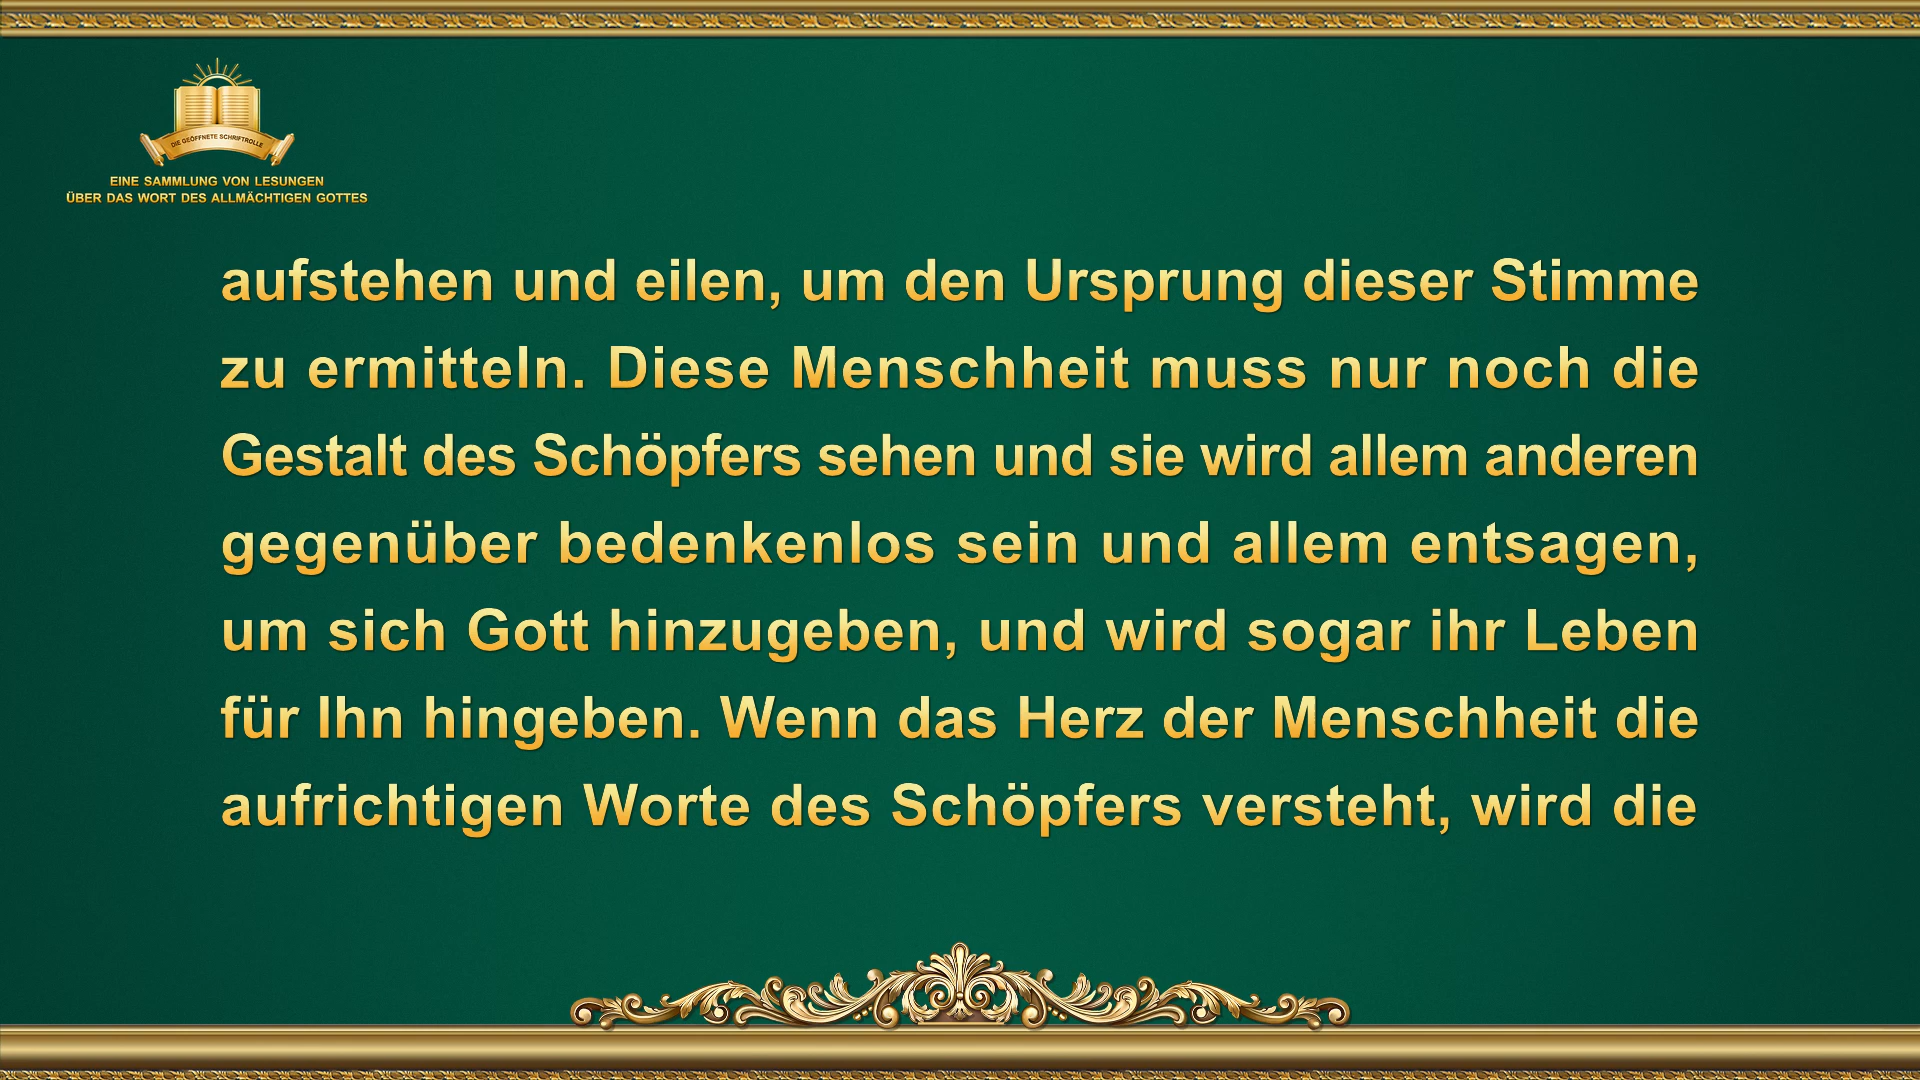 DIE GEÖFFNETE SCHRIFTROLLE
EINE SAMMLUNG VON LESUNGEN
ÜBER DAS WORT DES ALLMÄCHTIGEN GOTTES
aufstehen und eilen, um den Ursprung dieser Stimme
zu ermitteln. Diese Menschheit muss nur noch die
Gestalt des Schöpfers sehen und sie wird allem anderen
gegenüber bedenkenlos sein und allem entsagen,
um sich Gott hinzugeben, und wird sogar ihr Leben
für Ihn hingeben. Wenn das Herz der Menschheit die
aufrichtigen Worte des Schöpfers versteht, wird die